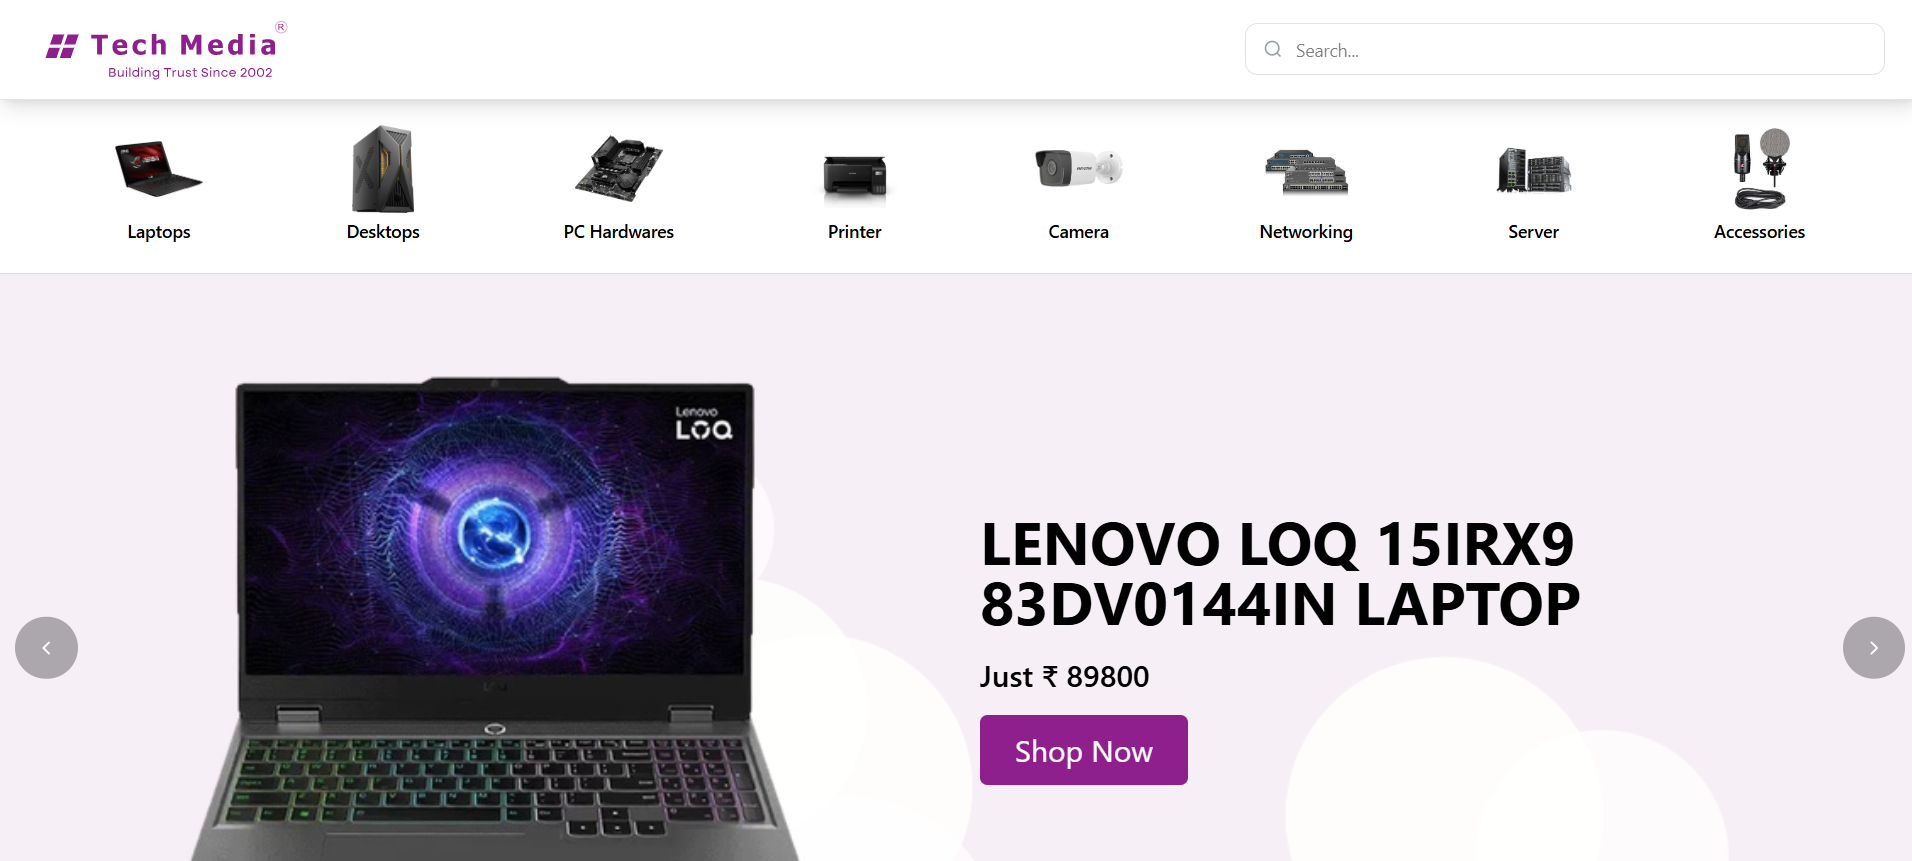 Tech Media®
Building Trust Since 2002
Search...
Laptops
Desktops
PC Hardwares
Printer
Camera
Networking
Server
Accessories
Lenovo
LOQ
LENOVO LOQ 15IRX9
83DV0144IN LAPTOP
Just ₹ 89800
Shop Now